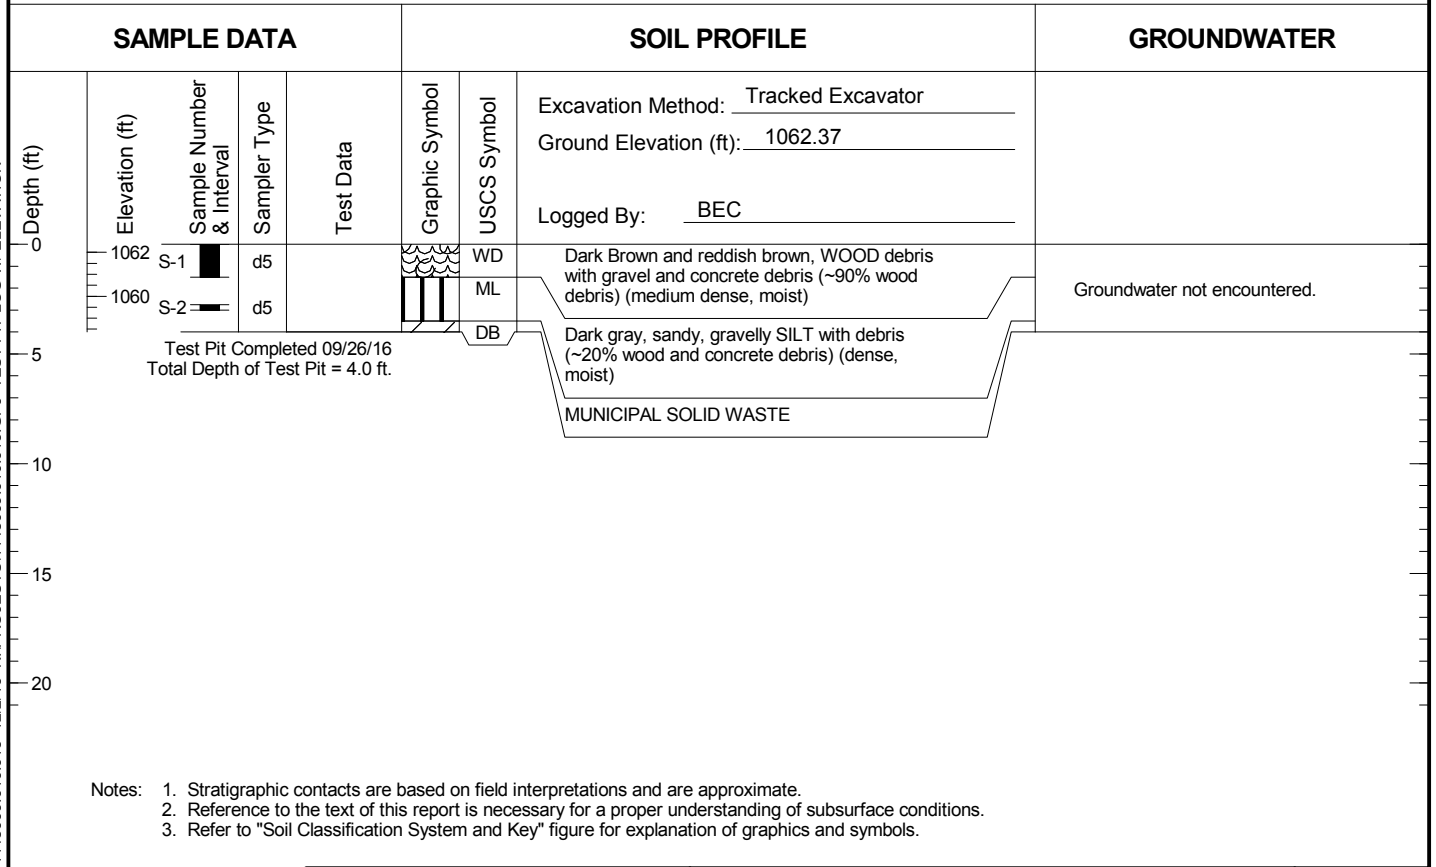 SAMPLE DATA
SOIL PROFILE
GROUNDWATER
Depth (ft)
Elevation (ft)
Sample Number
& Interval
Sampler Type
Test Data
Graphic Symbol
USCS Symbol
Excavation Method: Tracked Excavator
Ground Elevation (ft): 1062.37
Logged By: BEC
0
1062
S-1
d5
WD
Dark Brown and reddish brown, WOOD debris
with gravel and concrete debris (~90% wood
debris) (medium dense, moist)
1060
S-2
d5
ML
Groundwater not encountered.
DB
Dark gray, sandy, gravelly SILT with debris
(~20% wood and concrete debris) (dense,
moist)
5
Test Pit Completed 09/26/16
Total Depth of Test Pit = 4.0 ft.
MUNICIPAL SOLID WASTE
10
15
20
Notes: 1. Stratigraphic contacts are based on field interpretations and are approximate.
2. Reference to the text of this report is necessary for a proper understanding of subsurface conditions.
3. Refer to "Soil Classification System and Key" figure for explanation of graphics and symbols.